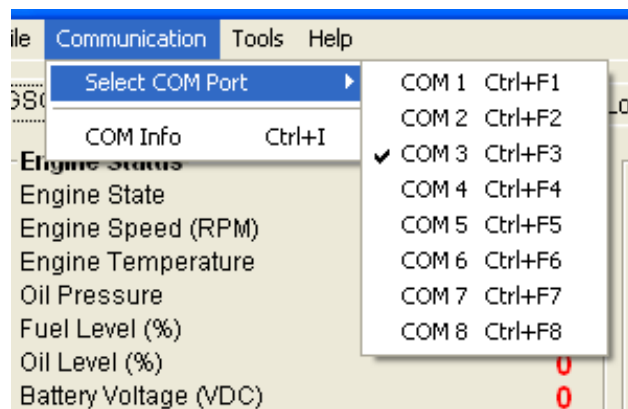 ile Communication Tools Help
Select COM Port
COM Info Ctrl+I
COM 1 Ctrl+F1
COM 2 Ctrl+F2
COM 3 Ctrl+F3
COM 4 Ctrl+F4
COM 5 Ctrl+F5
COM 6 Ctrl+F6
COM 7 Ctrl+F7
COM 8 Ctrl+F8
Engine Status
Engine State
Engine Speed (RPM)
Engine Temperature
Oil Pressure
Fuel Level (%)
Oil Level (%) 0
Battery Voltage (VDC) 0